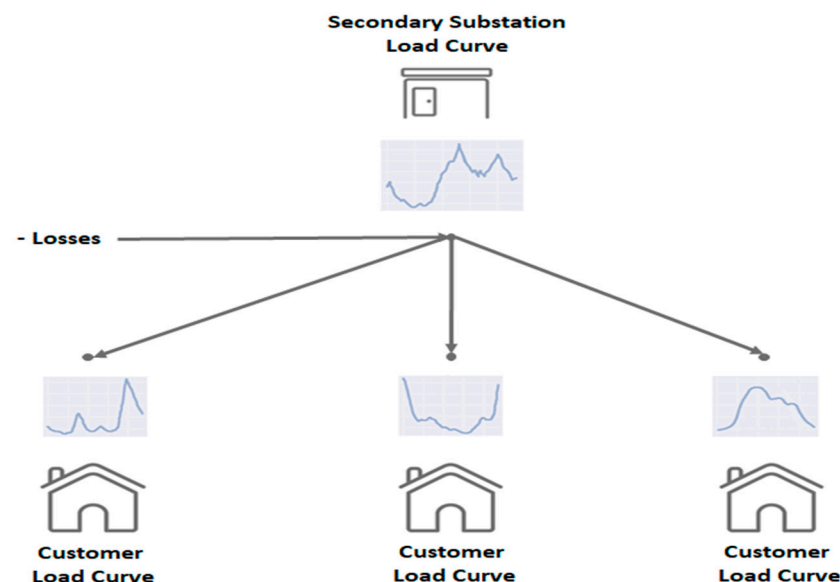 Secondary Substation
Load Curve
- Losses
Customer
Load Curve
Customer
Load Curve
Customer
Load Curve